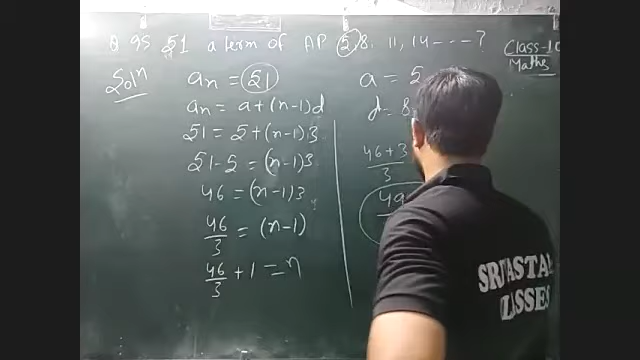 Q Is 51 a term of AP 5, 8, 11, 14 - - - - ?
Class-10
Maths
Solⁿ
aₙ = 51
aₙ = a+(n-1)d
51 = 5+(n-1)3
51-5 = (n-1)3
46 = (n-1)3
46/3 = (n-1)
46/3 + 1 = n
a = 5
d = 8
46+3/3
49
CLASSES